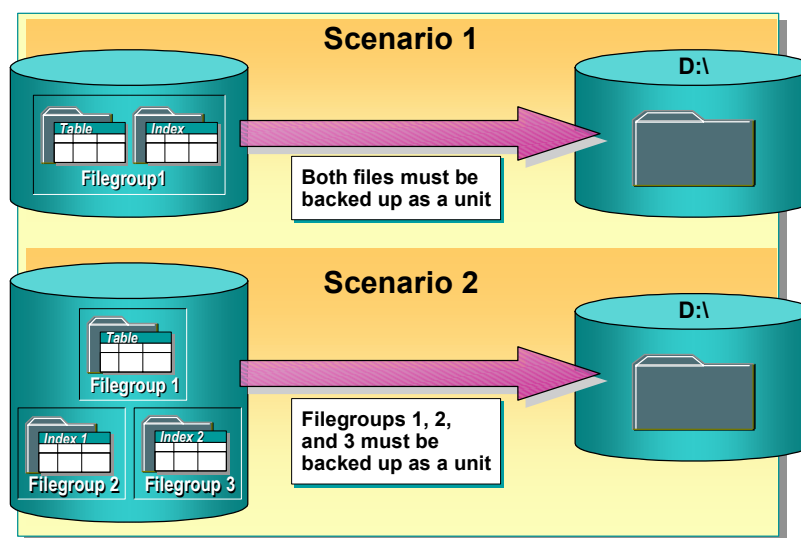 Scenario 1
Table
Index
Filegroup1
Both files must be
backed up as a unit
D:\
Scenario 2
Table
Filegroup 1
Index 1
Filegroup 2
Index 2
Filegroup 3
Filegroups 1, 2,
and 3 must be
backed up as a unit
D:\